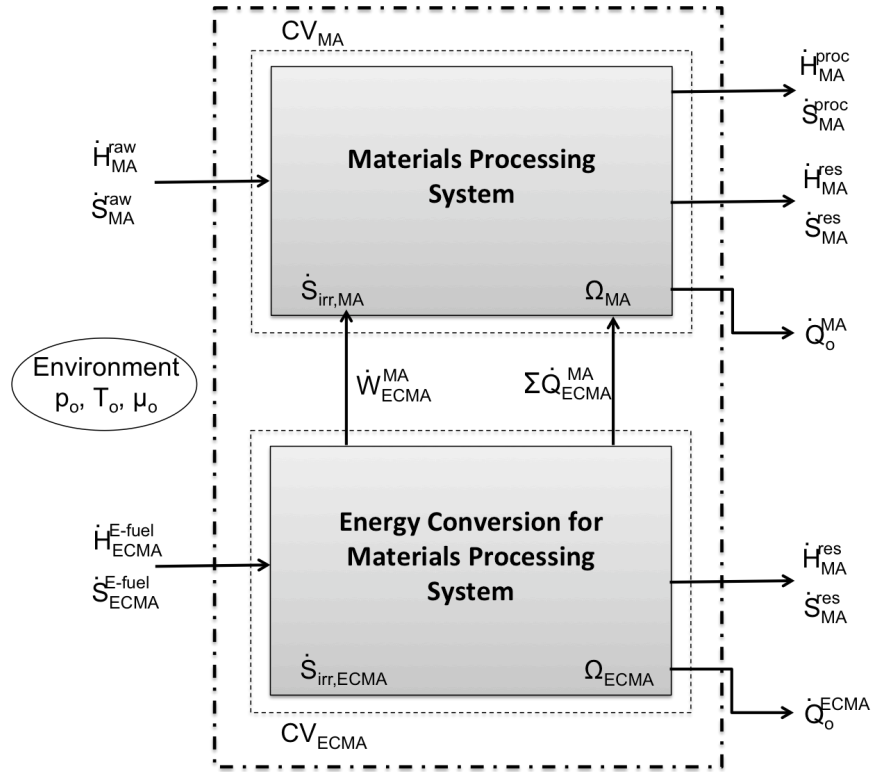 CV_MA
Ḣ_MA^proc
Ṡ_MA^proc
Materials Processing
System
Ḣ_MA^raw
Ṡ_MA^raw
Ḣ_MA^res
Ṡ_MA^res
Ṡ_irr,MA
Ω_MA
Q̇_o^MA
Environment
p_o, T_o, μ_o
Ẇ_ECMA^MA
ΣQ̇_ECMA^MA
Energy Conversion for
Materials Processing
System
Ḣ_ECMA^E-fuel
Ṡ_ECMA^E-fuel
Ḣ_MA^res
Ṡ_MA^res
Ṡ_irr,ECMA
Ω_ECMA
Q̇_o^ECMA
CV_ECMA